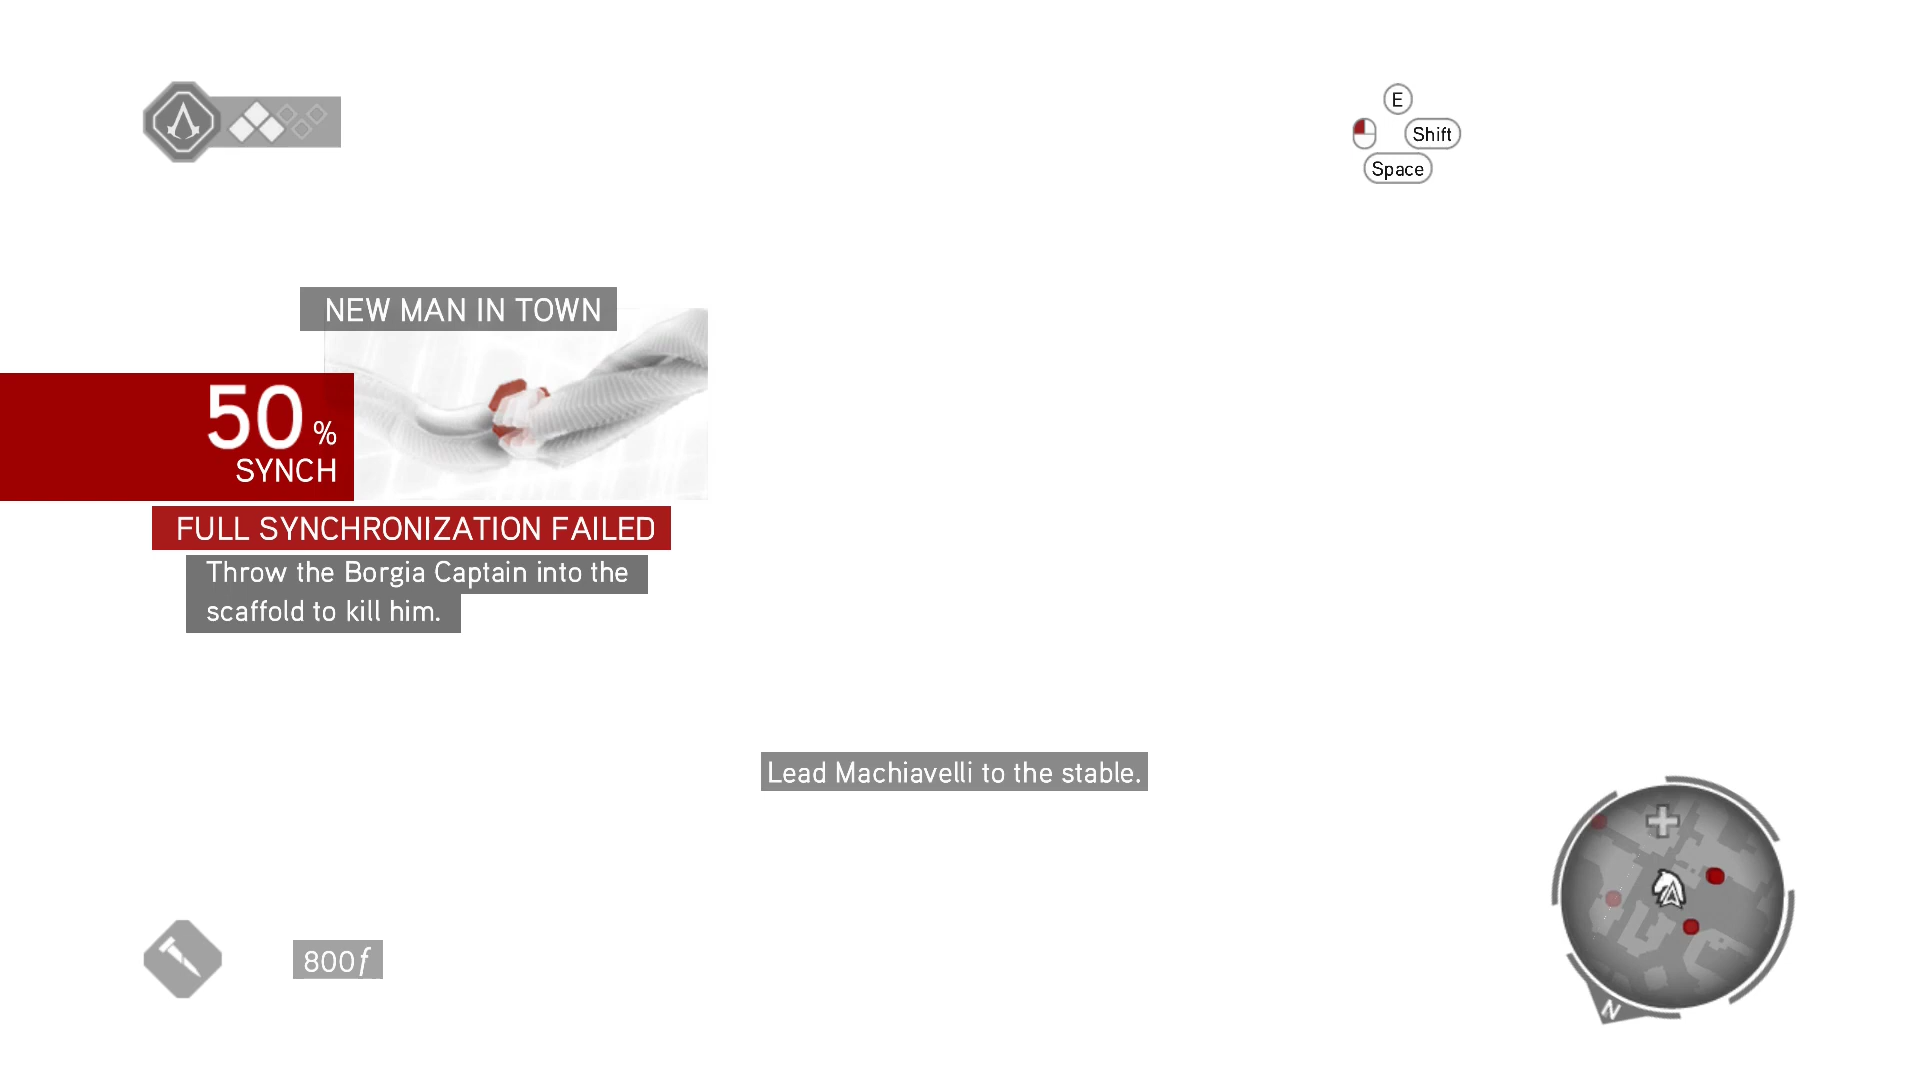 E
Shift
Space
NEW MAN IN TOWN
50 %
SYNCH
FULL SYNCHRONIZATION FAILED
Throw the Borgia Captain into the
scaffold to kill him.
Lead Machiavelli to the stable.
800ƒ
N